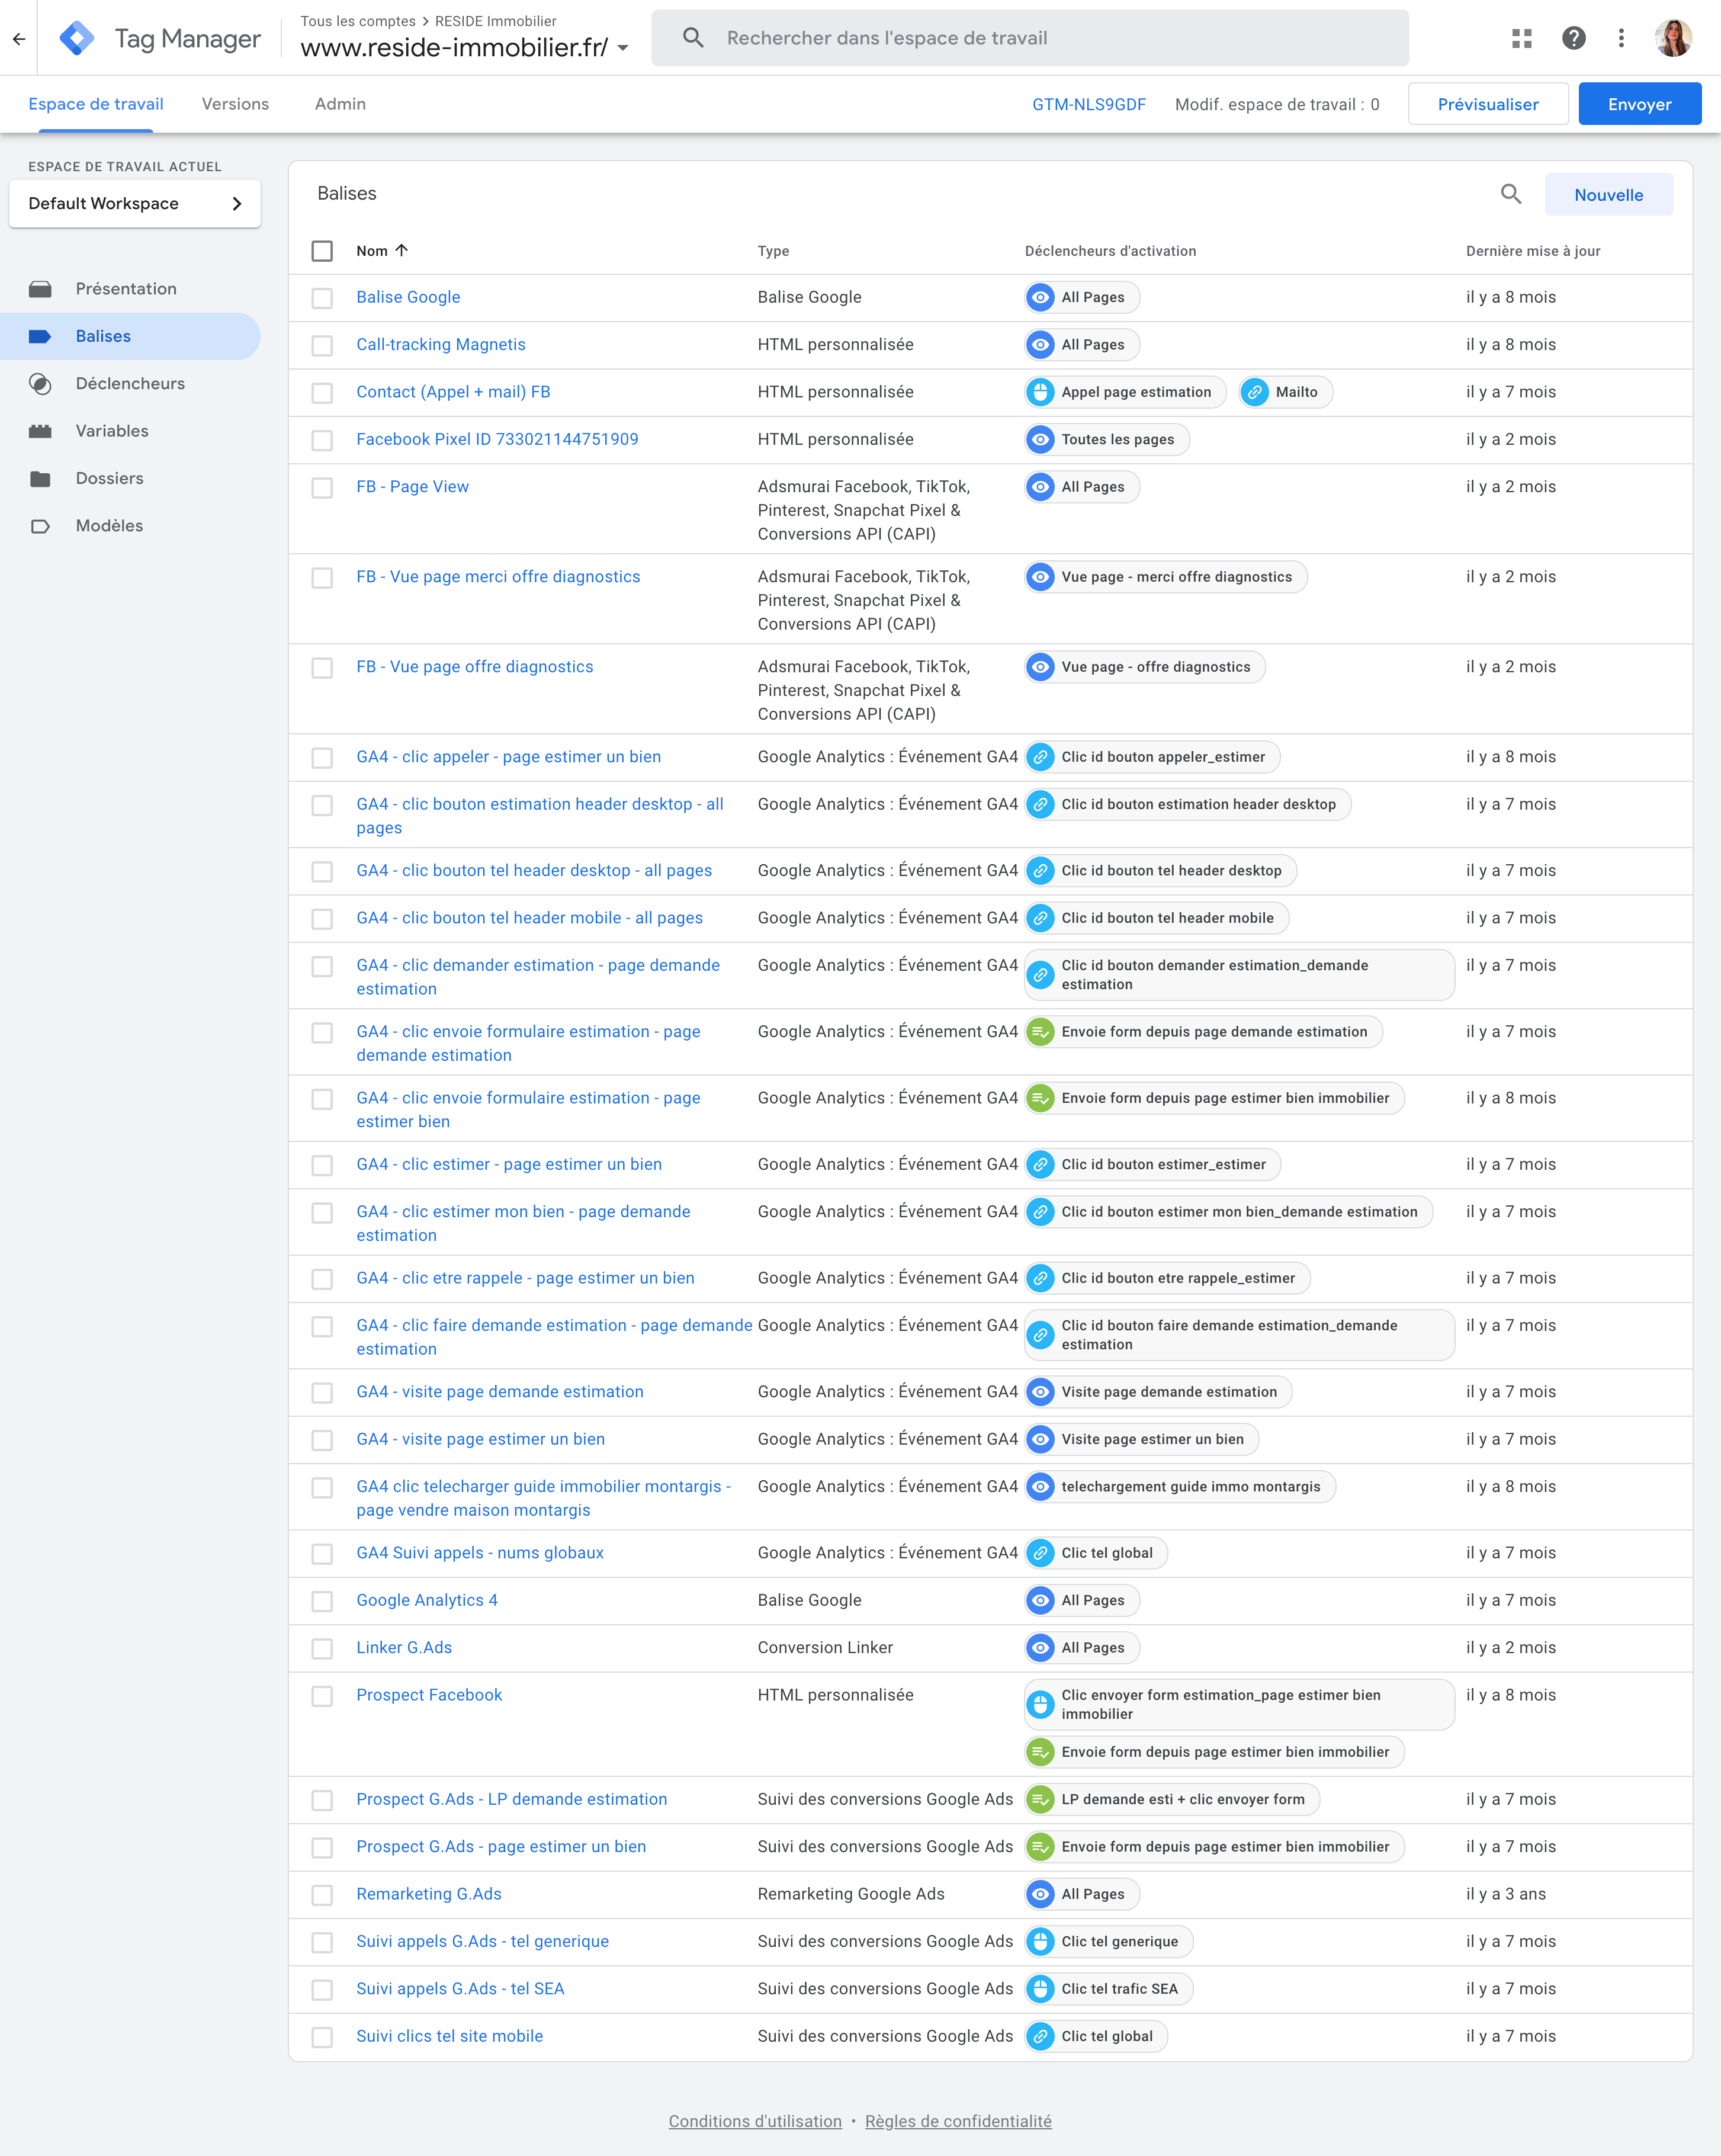 Tag Manager
Tous les comptes > RESIDE Immobilier
www.reside-immobilier.fr/
Rechercher dans l'espace de travail
Espace de travail
Versions
Admin
GTM-NLS9GDF
Modif. espace de travail : 0
Prévisualiser
Envoyer
ESPACE DE TRAVAIL ACTUEL
Default Workspace
Présentation
Balises
Déclencheurs
Variables
Dossiers
Modèles
Balises
Nouvelle
Nom Type Déclencheurs d'activation Dernière mise à jour
Balise Google Balise Google All Pages il y a 8 mois
Call-tracking Magnetis HTML personnalisée All Pages il y a 8 mois
Contact (Appel + mail) FB HTML personnalisée Appel page estimation Mailto il y a 7 mois
Facebook Pixel ID 733021144751909 HTML personnalisée Toutes les pages il y a 2 mois
FB - Page View Adsmurai Facebook, TikTok, All Pages il y a 2 mois
Pinterest, Snapchat Pixel &
Conversions API (CAPI)
FB - Vue page merci offre diagnostics Adsmurai Facebook, TikTok, Vue page - merci offre diagnostics il y a 2 mois
Pinterest, Snapchat Pixel &
Conversions API (CAPI)
FB - Vue page offre diagnostics Adsmurai Facebook, TikTok, Vue page - offre diagnostics il y a 2 mois
Pinterest, Snapchat Pixel &
Conversions API (CAPI)
GA4 - clic appeler - page estimer un bien Google Analytics : Événement GA4 Clic id bouton appeler_estimer il y a 8 mois
GA4 - clic bouton estimation header desktop - all Google Analytics : Événement GA4 Clic id bouton estimation header desktop il y a 7 mois
pages
GA4 - clic bouton tel header desktop - all pages Google Analytics : Événement GA4 Clic id bouton tel header desktop il y a 7 mois
GA4 - clic bouton tel header mobile - all pages Google Analytics : Événement GA4 Clic id bouton tel header mobile il y a 7 mois
GA4 - clic demander estimation - page demande Google Analytics : Événement GA4 Clic id bouton demander estimation_demande il y a 7 mois
estimation estimation
GA4 - clic envoie formulaire estimation - page Google Analytics : Événement GA4 Envoie form depuis page demande estimation il y a 7 mois
demande estimation
GA4 - clic envoie formulaire estimation - page Google Analytics : Événement GA4 Envoie form depuis page estimer bien immobilier il y a 8 mois
estimer bien
GA4 - clic estimer - page estimer un bien Google Analytics : Événement GA4 Clic id bouton estimer_estimer il y a 7 mois
GA4 - clic estimer mon bien - page demande Google Analytics : Événement GA4 Clic id bouton estimer mon bien_demande estimation il y a 7 mois
estimation
GA4 - clic etre rappele - page estimer un bien Google Analytics : Événement GA4 Clic id bouton etre rappele_estimer il y a 7 mois
GA4 - clic faire demande estimation - page demande Google Analytics : Événement GA4 Clic id bouton faire demande estimation_demande il y a 7 mois
estimation estimation
GA4 - visite page demande estimation Google Analytics : Événement GA4 Visite page demande estimation il y a 7 mois
GA4 - visite page estimer un bien Google Analytics : Événement GA4 Visite page estimer un bien il y a 7 mois
GA4 clic telecharger guide immobilier montargis - Google Analytics : Événement GA4 telechargement guide immo montargis il y a 8 mois
page vendre maison montargis
GA4 Suivi appels - nums globaux Google Analytics : Événement GA4 Clic tel global il y a 7 mois
Google Analytics 4 Balise Google All Pages il y a 7 mois
Linker G.Ads Conversion Linker All Pages il y a 2 mois
Prospect Facebook HTML personnalisée Clic envoyer form estimation_page estimer bien il y a 8 mois
immobilier
Envoie form depuis page estimer bien immobilier
Prospect G.Ads - LP demande estimation Suivi des conversions Google Ads LP demande esti + clic envoyer form il y a 7 mois
Prospect G.Ads - page estimer un bien Suivi des conversions Google Ads Envoie form depuis page estimer bien immobilier il y a 7 mois
Remarketing G.Ads Remarketing Google Ads All Pages il y a 3 ans
Suivi appels G.Ads - tel generique Suivi des conversions Google Ads Clic tel generique il y a 7 mois
Suivi appels G.Ads - tel SEA Suivi des conversions Google Ads Clic tel trafic SEA il y a 7 mois
Suivi clics tel site mobile Suivi des conversions Google Ads Clic tel global il y a 7 mois
Conditions d'utilisation • Règles de confidentialité